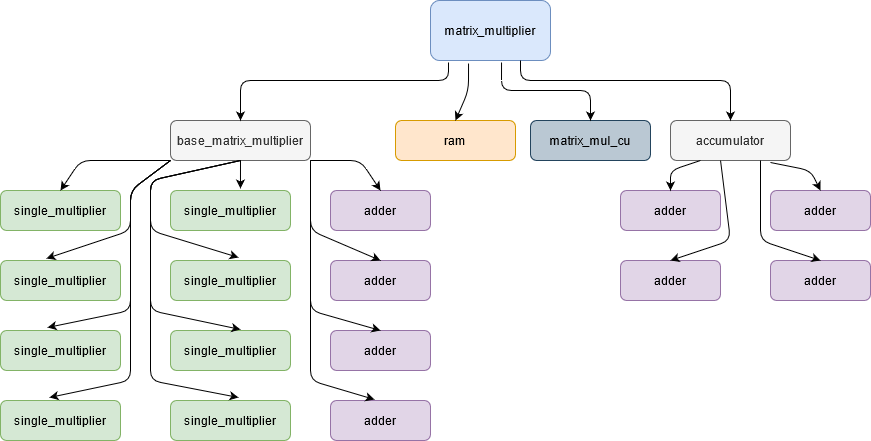 matrix_multiplier
base_matrix_multiplier
ram
matrix_mul_cu
accumulator
single_multiplier
single_multiplier
adder
adder
adder
single_multiplier
single_multiplier
adder
adder
adder
single_multiplier
single_multiplier
adder
single_multiplier
single_multiplier
adder